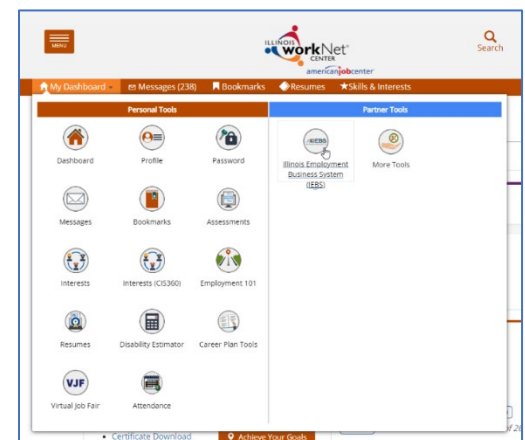 MENU
ILLINOIS
workNet®
CENTER
americanjobcenter
Search
My Dashboard
Messages (238)
Bookmarks
Resumes
Skills & Interests
Personal Tools
Partner Tools
Dashboard
Profile
Password
IEBS
Illinois Employment
Business System
(IEBS)
More Tools
Messages
Bookmarks
Assessments
Interests
Interests (CIS360)
Employment 101
Resumes
Disability Estimator
Career Plan Tools
VJF
Virtual Job Fair
Attendance
Certificate Download
Achieve Your Goals